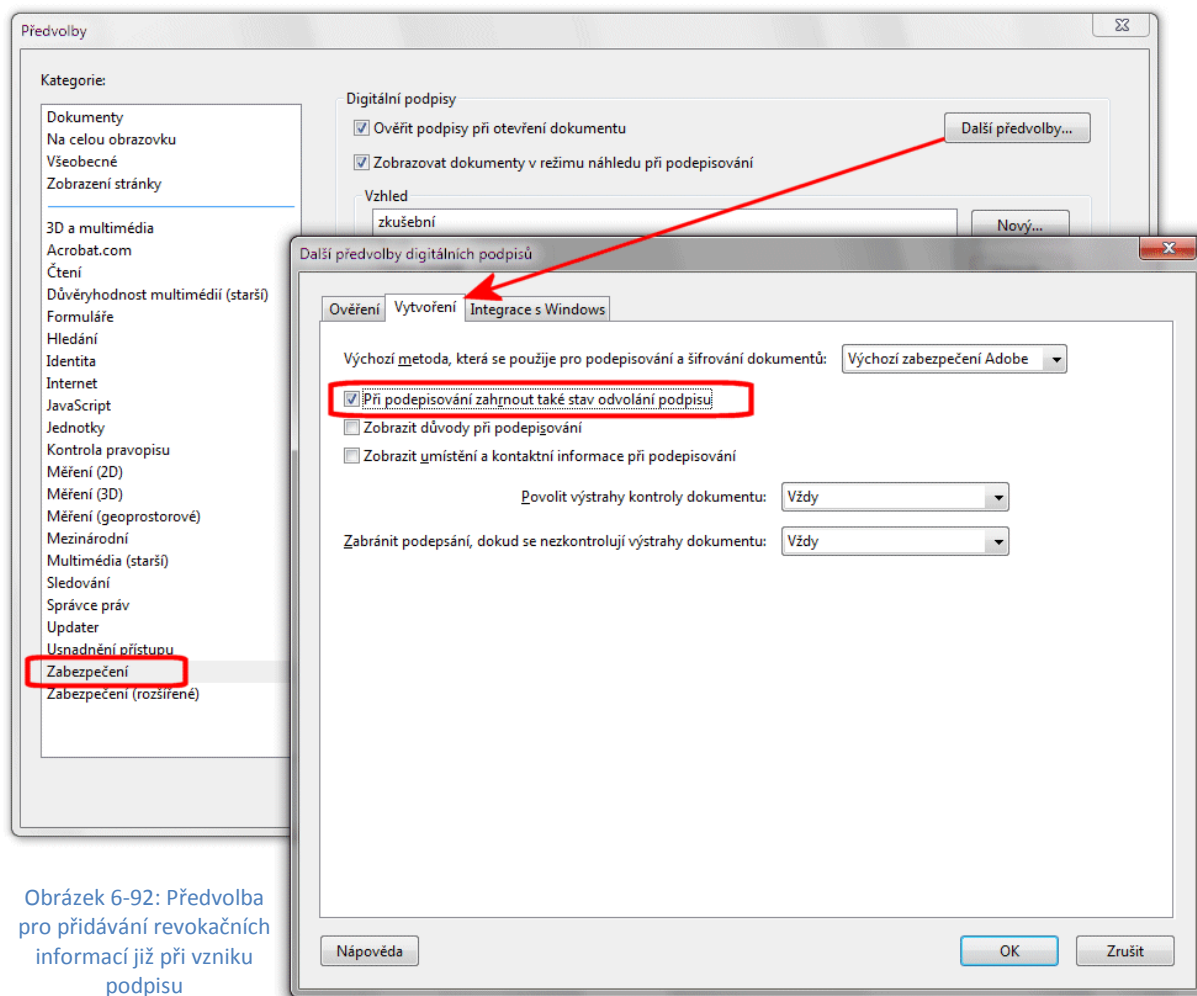 Předvolby
Kategorie:
Dokumenty
Na celou obrazovku
Všeobecné
Zobrazení stránky
3D a multimédia
Acrobat.com
Čtení
Důvěryhodnost multimédií (starší)
Formuláře
Hledání
Identita
Internet
JavaScript
Jednotky
Kontrola pravopisu
Měření (2D)
Měření (3D)
Měření (geoprostorové)
Mezinárodní
Multimédia (starší)
Sledování
Správce práv
Updater
Usnadnění přístupu
Zabezpečení
Zabezpečení (rozšířené)
Digitální podpisy
Ověřit podpisy při otevření dokumentu
Další předvolby...
Zobrazovat dokumenty v režimu náhledu při podepisování
Vzhled
zkušební
Nový...
Další předvolby digitálních podpisů
Ověření Vytvoření Integrace s Windows
Výchozí metoda, která se použije pro podepisování a šifrování dokumentů: Výchozí zabezpečení Adobe
Při podepisování zahrnout také stav odvolání podpisu
Zobrazit důvody při podepisování
Zobrazit umístění a kontaktní informace při podepisování
Povolit výstrahy kontroly dokumentu: Vždy
Zabránit podepsání, dokud se nezkontrolují výstrahy dokumentu: Vždy
Nápověda OK Zrušit
Obrázek 6-92: Předvolba
pro přidávání revokačních
informací již při vzniku
podpisu